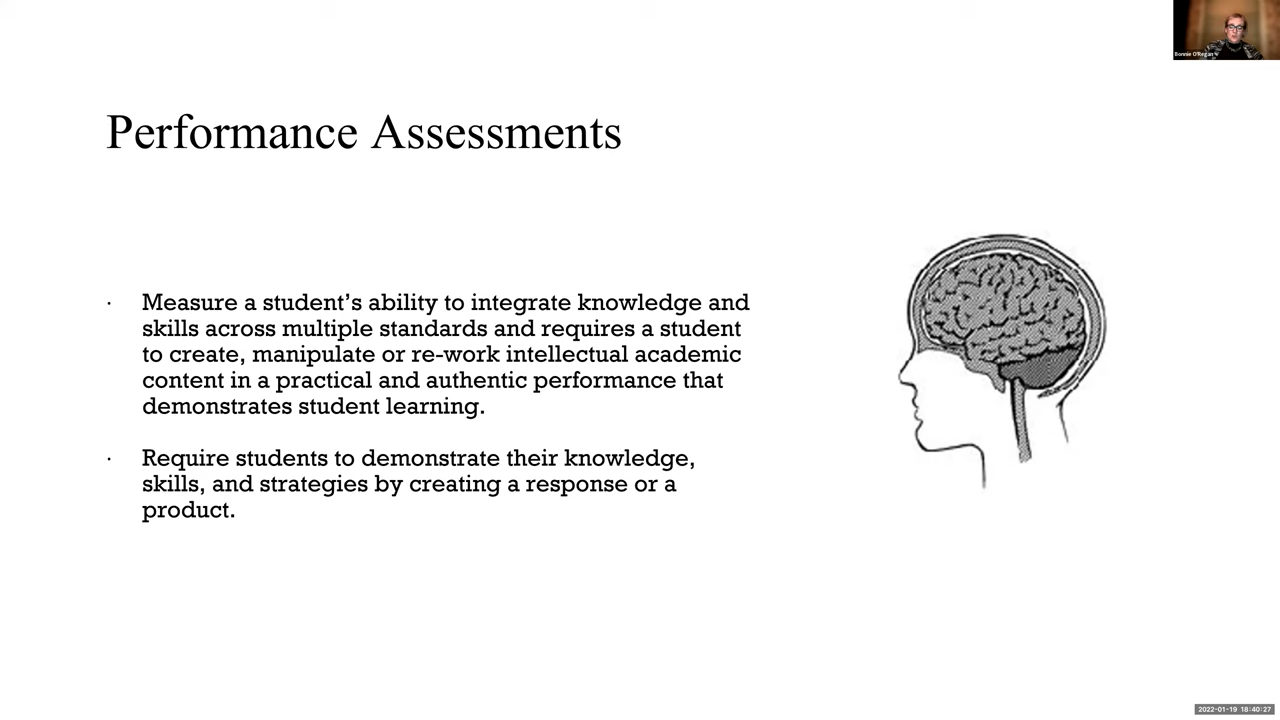 Bonnie O'Regan
Performance Assessments
· Measure a student’s ability to integrate knowledge and
skills across multiple standards and requires a student
to create, manipulate or re-work intellectual academic
content in a practical and authentic performance that
demonstrates student learning.
· Require students to demonstrate their knowledge,
skills, and strategies by creating a response or a
product.
2022-01-19 18:40:27